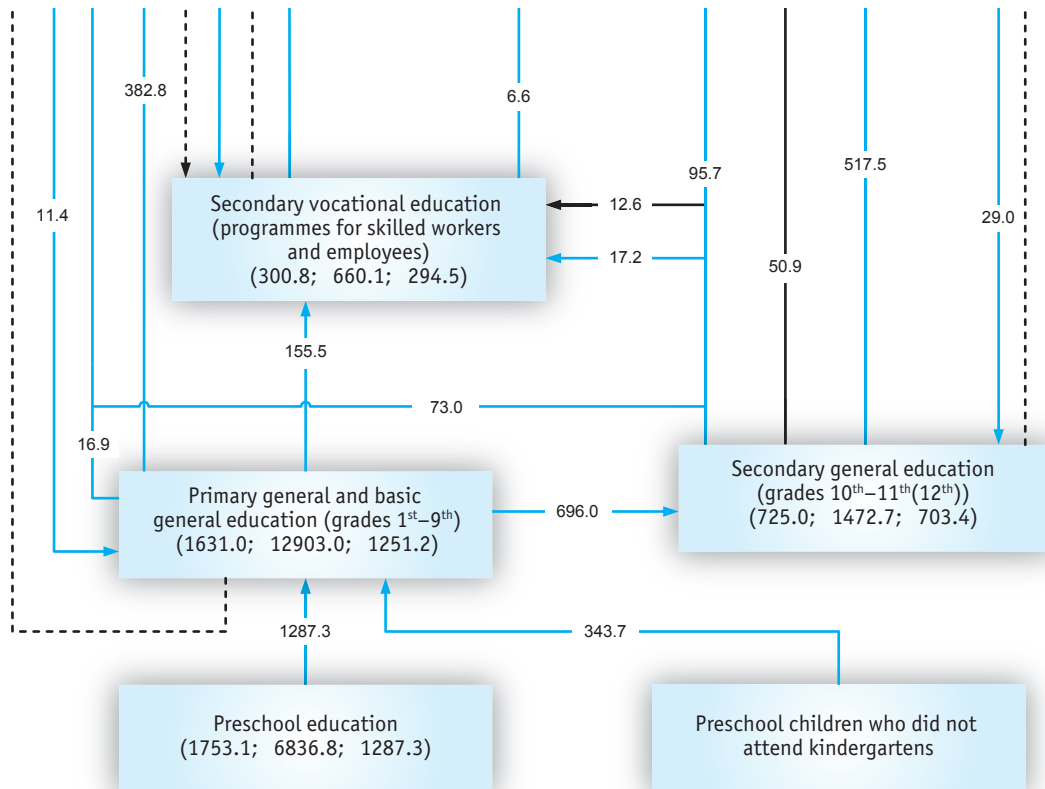 382.8
6.6
11.4
95.7
517.5
29.0
50.9
Secondary vocational education
(programmes for skilled workers
and employees)
(300.8; 660.1; 294.5)
12.6
17.2
155.5
73.0
16.9
Primary general and basic
general education (grades 1st–9th)
(1631.0; 12903.0; 1251.2)
696.0
Secondary general education
(grades 10th–11th(12th))
(725.0; 1472.7; 703.4)
1287.3
343.7
Preschool education
(1753.1; 6836.8; 1287.3)
Preschool children who did not
attend kindergartens